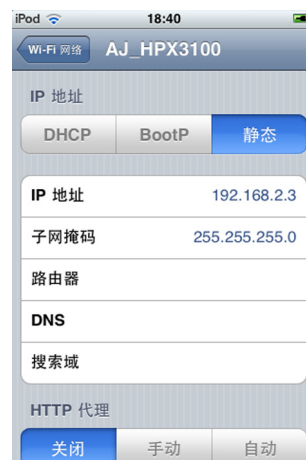 iPod 18:40
Wi-Fi 网络 AJ_HPX3100
IP 地址
DHCP BootP 静态
IP 地址 192.168.2.3
子网掩码 255.255.255.0
路由器
DNS
搜索域
HTTP 代理
关闭 手动 自动